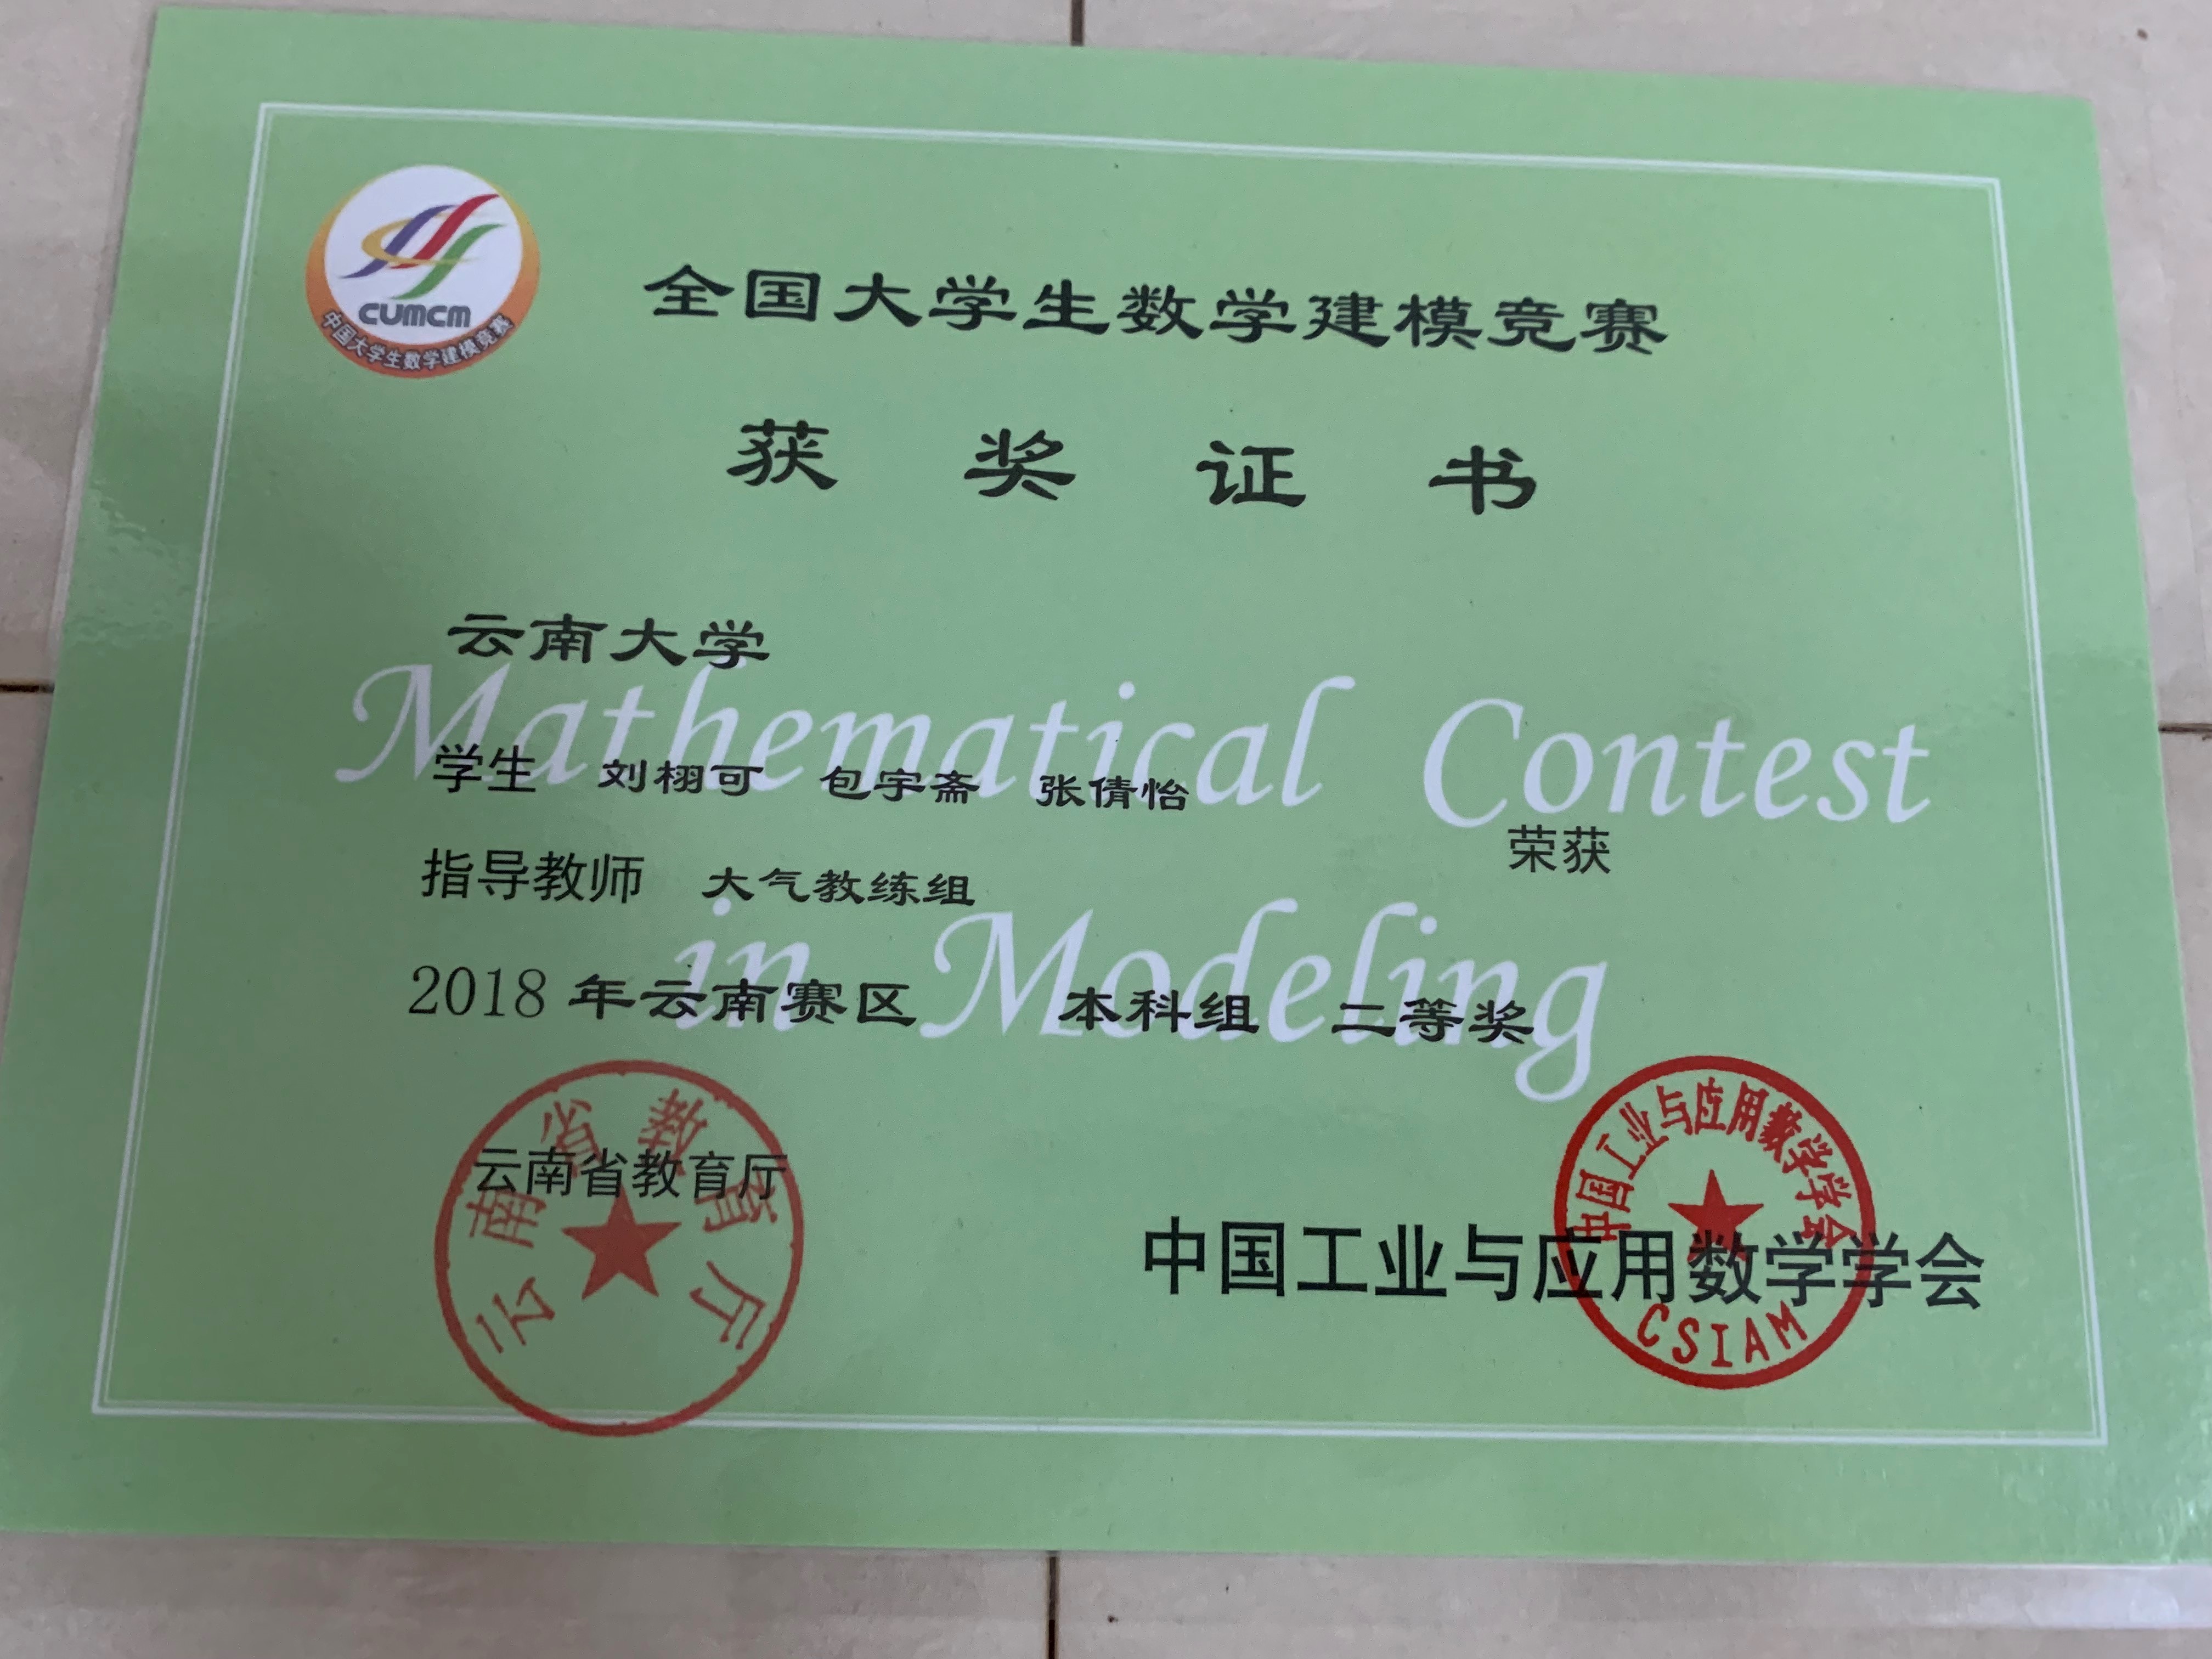 CUMCM
中国大学生数学建模竞赛
全国大学生数学建模竞赛
获奖证书
云南大学
Mathematical Contest
学生 刘栩可 包宇斋 张倩怡
荣获
指导教师 大气教练组
in Modeling
2018 年云南赛区 本科组 二等奖
云南省教育厅
云南省教育厅
中国工业与应用数学学会
中国工业与应用数学学会
CSIAM